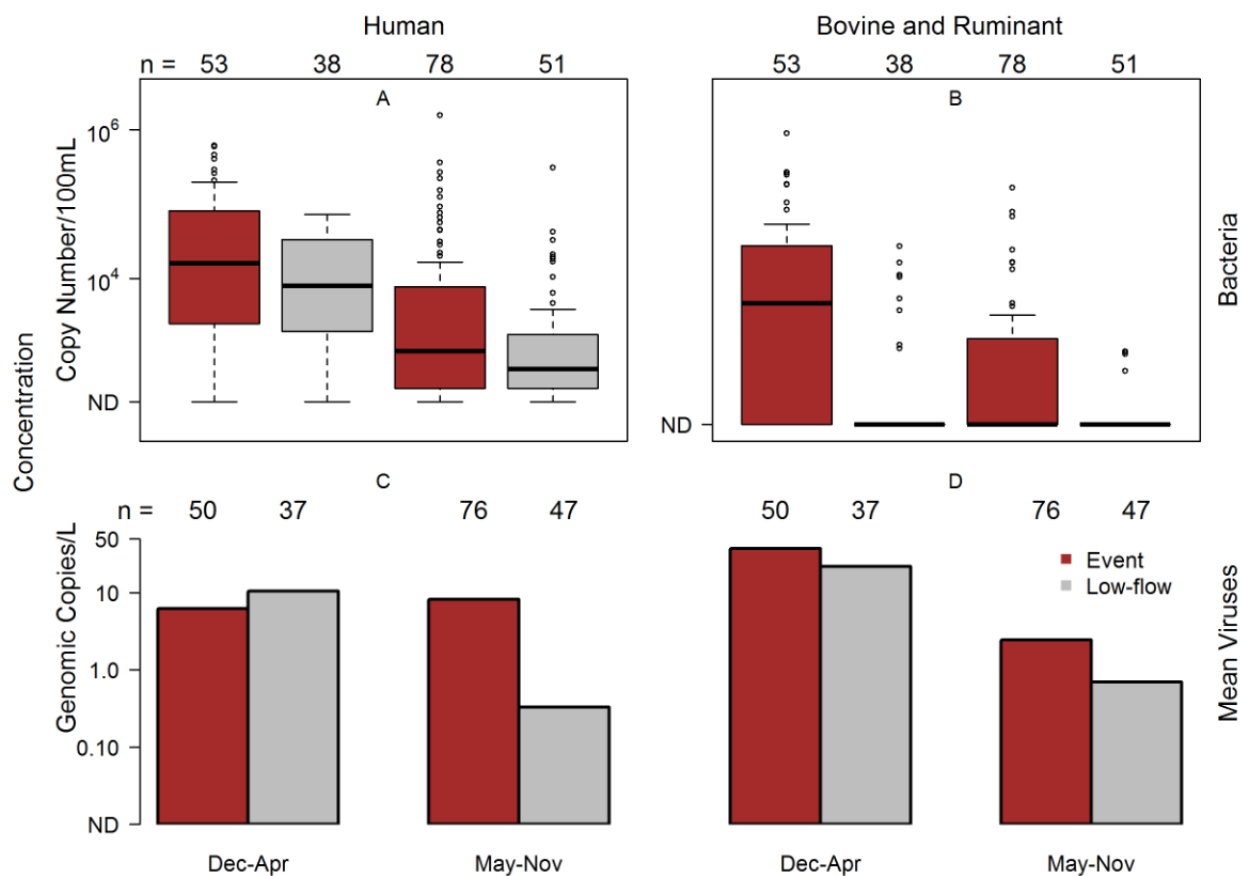 Human
Bovine and Ruminant
n = 53 38 78 51
53 38 78 51
A
B
10^6
10^4
ND
ND
Copy Number/100mL
Bacteria
Concentration
C
D
n = 50 37 76 47
50 37 76 47
50
10
1.0
0.10
ND
Genomic Copies/L
Event
Low-flow
Mean Viruses
Dec-Apr May-Nov
Dec-Apr May-Nov